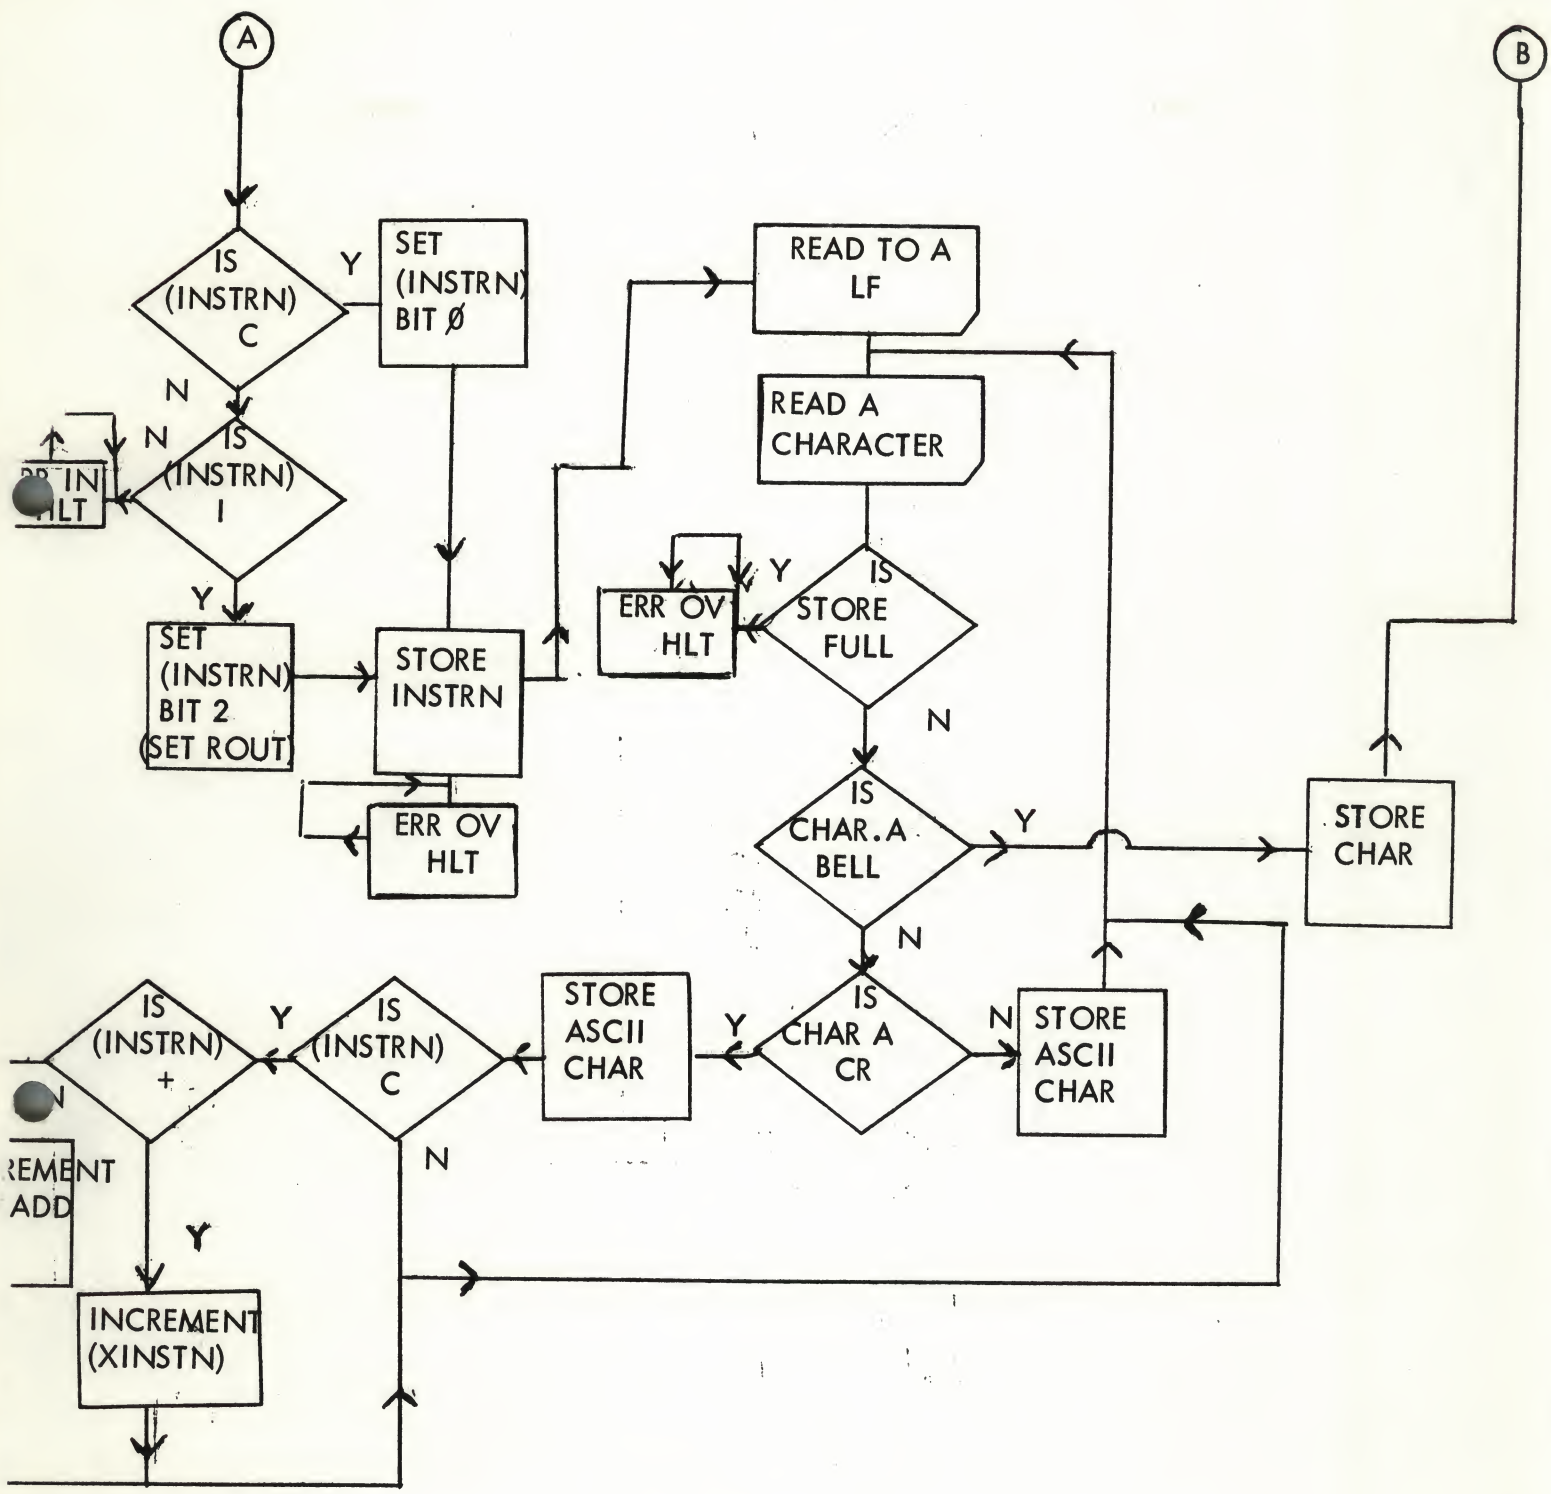 A
B
IS
(INSTRN)
C
Y
SET
(INSTRN)
BIT Ø
READ TO A
LF
N
READ A
CHARACTER
N
IS
(INSTRN)
I
IN
HLT
Y
IS
STORE
FULL
ERR OV
HLT
Y
SET
(INSTRN)
BIT 2
(SET ROUT)
STORE
INSTRN
N
IS
CHAR. A
BELL
Y
STORE
CHAR
ERR OV
HLT
N
IS
(INSTRN)
+
Y
IS
(INSTRN)
C
STORE
ASCII
CHAR
Y
IS
CHAR A
CR
N
STORE
ASCII
CHAR
N
N
REMENT
ADD
Y
INCREMENT
(XINSTN)